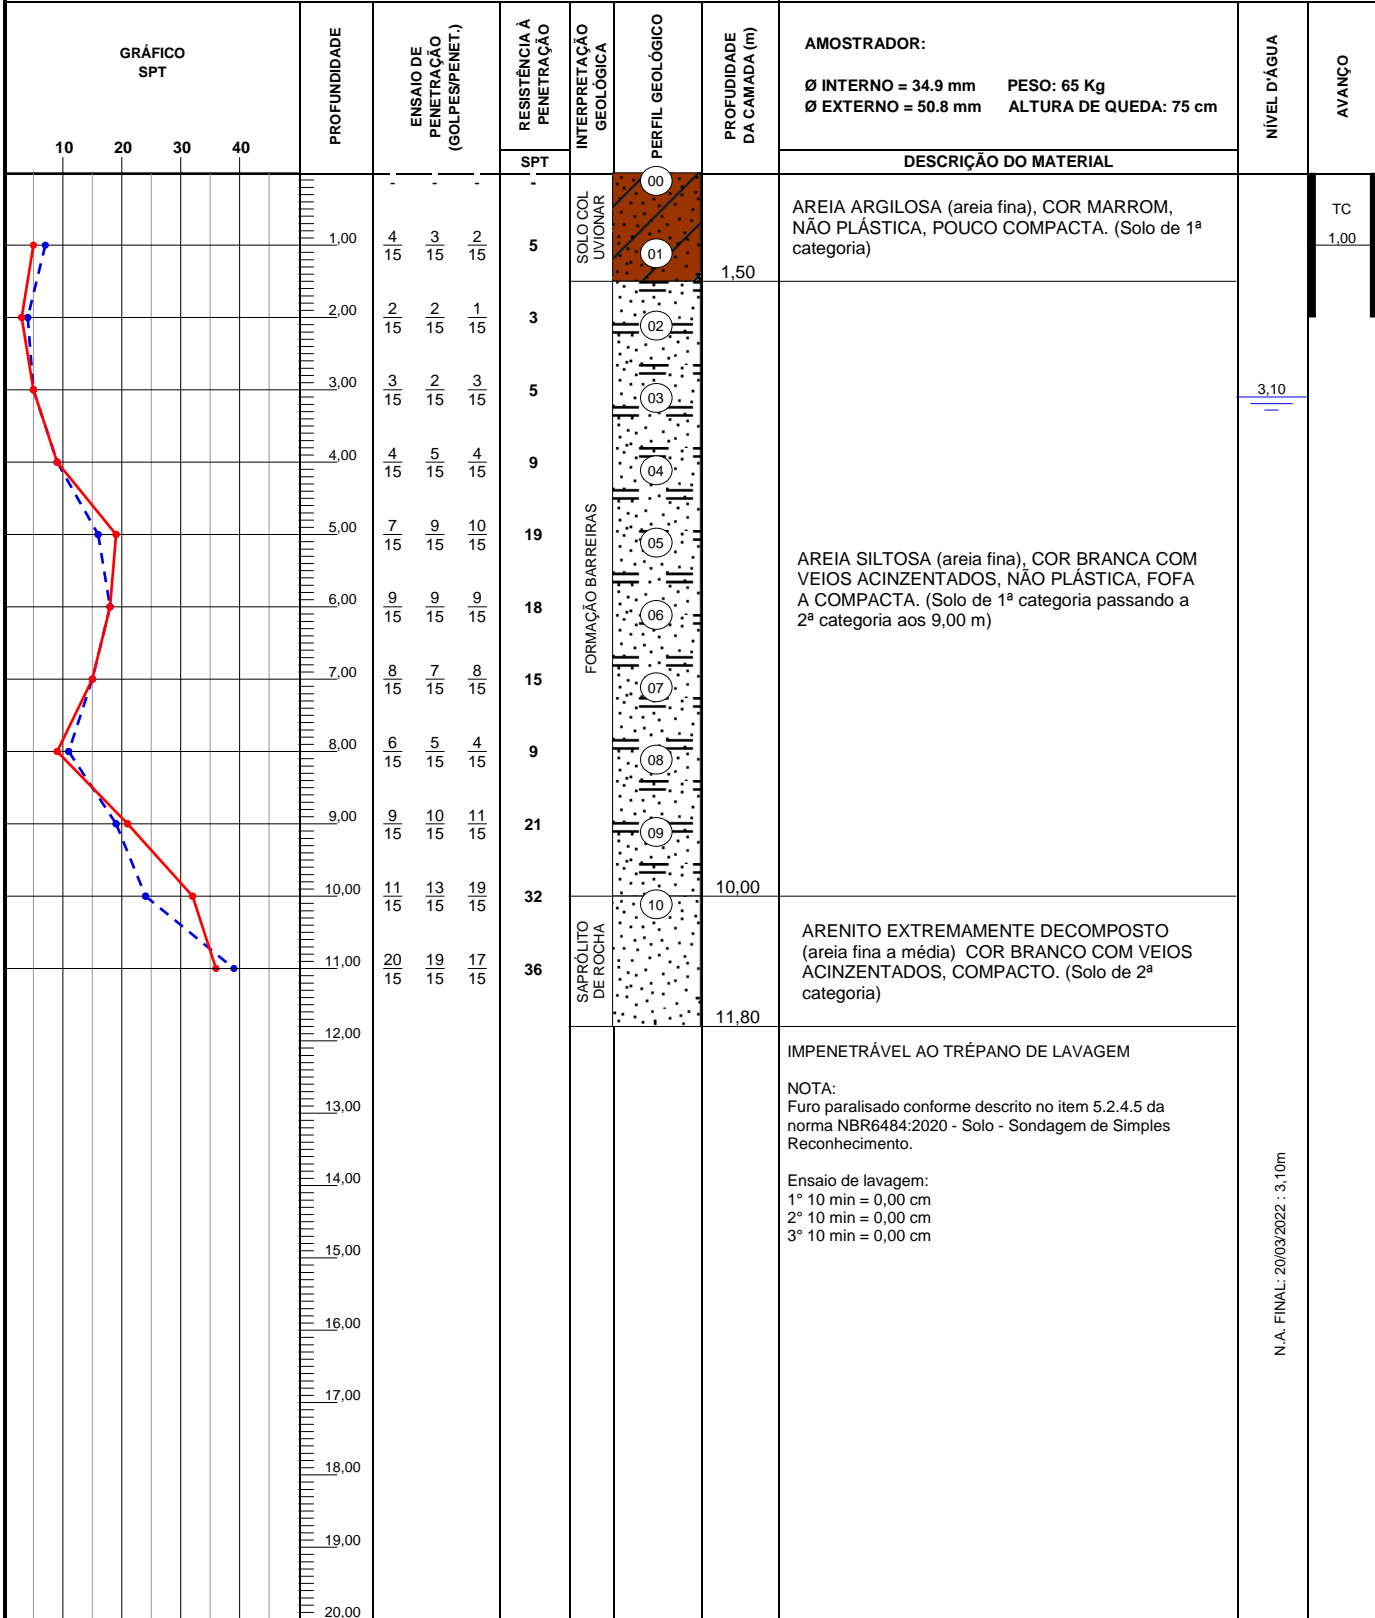 GRÁFICO
SPT
10 20 30 40
PROFUNDIDADE
ENSAIO DE
PENETRAÇÃO
(GOLPES/PENET.)
RESISTÊNCIA À
PENETRAÇÃO
SPT
INTERPRETAÇÃO
GEOLÓGICA
PERFIL GEOLÓGICO
PROFUDIDADE
DA CAMADA (m)
AMOSTRADOR:
Ø INTERNO = 34.9 mm PESO: 65 Kg
Ø EXTERNO = 50.8 mm ALTURA DE QUEDA: 75 cm
DESCRIÇÃO DO MATERIAL
NÍVEL D'ÁGUA
AVANÇO
- - - - 00
1,00 4/15 3/15 2/15 5 01
2,00 2/15 2/15 1/15 3 02
3,00 3/15 2/15 3/15 5 03
4,00 4/15 5/15 4/15 9 04
5,00 7/15 9/15 10/15 19 05
6,00 9/15 9/15 9/15 18 06
7,00 8/15 7/15 8/15 15 07
8,00 6/15 5/15 4/15 9 08
9,00 9/15 10/15 11/15 21 09
10,00 11/15 13/15 19/15 32 10
11,00 20/15 19/15 17/15 36
12,00
13,00
14,00
15,00
16,00
17,00
18,00
19,00
20,00
SOLO COL
UVIONAR
1,50
AREIA ARGILOSA (areia fina), COR MARROM,
NÃO PLÁSTICA, POUCO COMPACTA. (Solo de 1ª
categoria)
TC
1,00
3,10
FORMAÇÃO BARREIRAS
10,00
AREIA SILTOSA (areia fina), COR BRANCA COM
VEIOS ACINZENTADOS, NÃO PLÁSTICA, FOFA
A COMPACTA. (Solo de 1ª categoria passando a
2ª categoria aos 9,00 m)
SAPRÓLITO
DE ROCHA
11,80
ARENITO EXTREMAMENTE DECOMPOSTO
(areia fina a média) COR BRANCO COM VEIOS
ACINZENTADOS, COMPACTO. (Solo de 2ª
categoria)
IMPENETRÁVEL AO TRÉPANO DE LAVAGEM
NOTA:
Furo paralisado conforme descrito no item 5.2.4.5 da
norma NBR6484:2020 - Solo - Sondagem de Simples
Reconhecimento.
Ensaio de lavagem:
1° 10 min = 0,00 cm
2° 10 min = 0,00 cm
3° 10 min = 0,00 cm
N.A. FINAL: 20/03/2022 : 3,10m